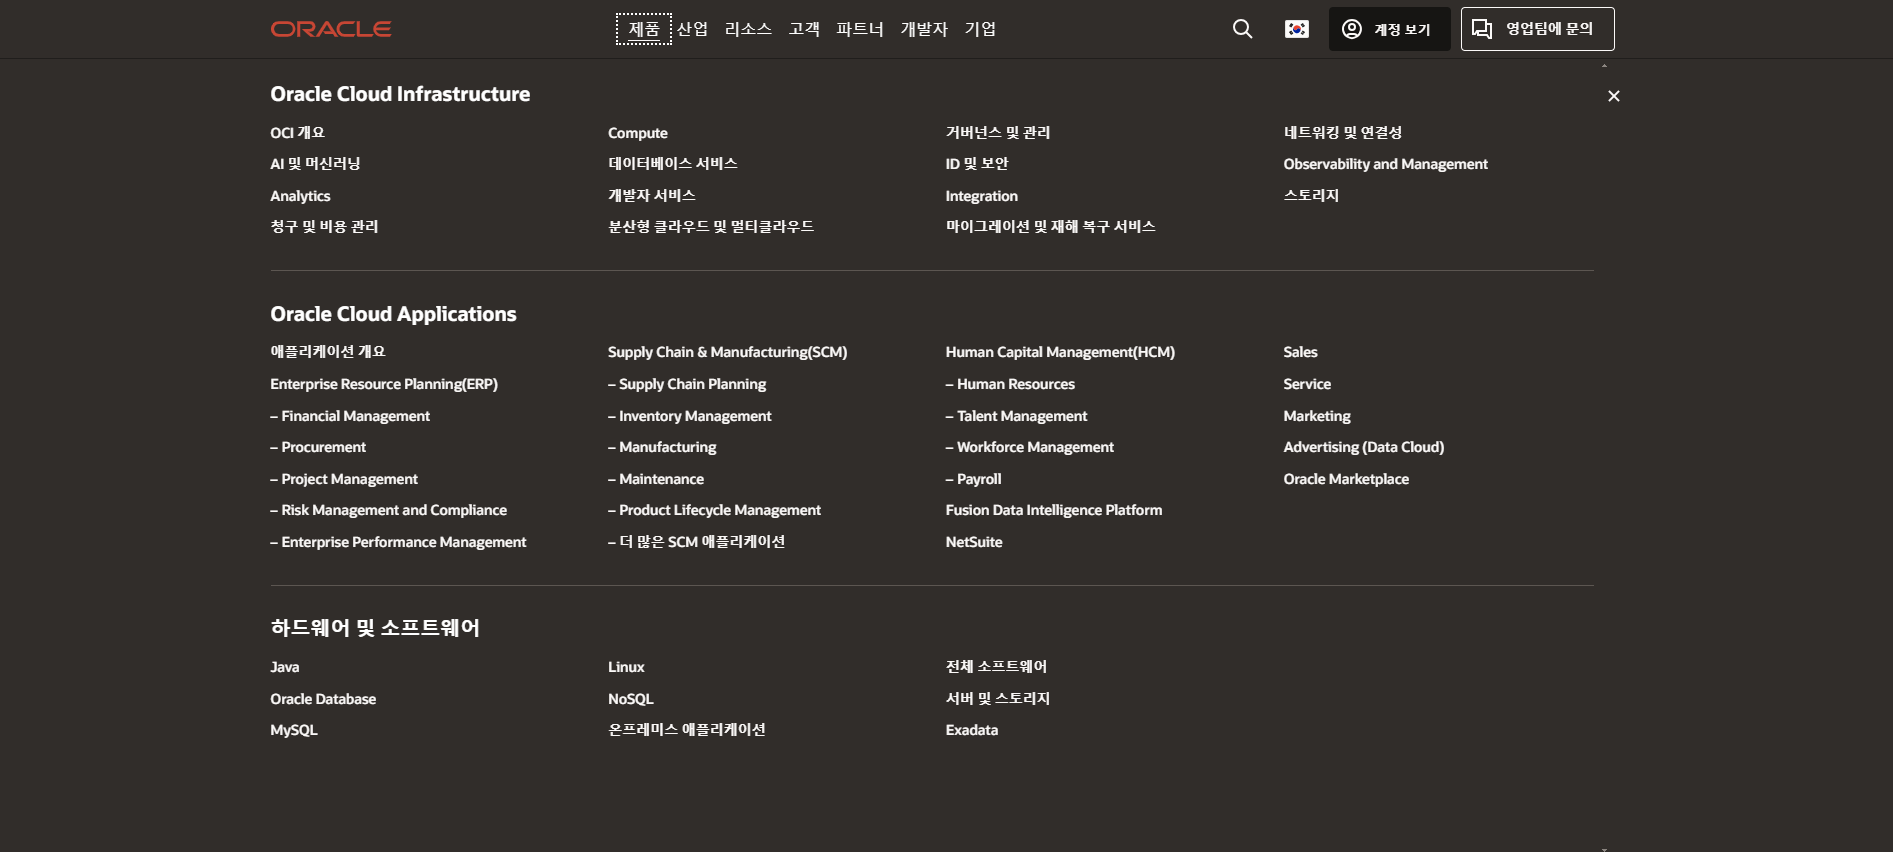 ORACLE
제품 산업 리소스 고객 파트너 개발자 기업
계정 보기
영업팀에 문의
Oracle Cloud Infrastructure
OCI 개요
AI 및 머신러닝
Analytics
청구 및 비용 관리
Compute
데이터베이스 서비스
개발자 서비스
분산형 클라우드 및 멀티클라우드
거버넌스 및 관리
ID 및 보안
Integration
마이그레이션 및 재해 복구 서비스
네트워킹 및 연결성
Observability and Management
스토리지
Oracle Cloud Applications
애플리케이션 개요
Enterprise Resource Planning(ERP)
– Financial Management
– Procurement
– Project Management
– Risk Management and Compliance
– Enterprise Performance Management
Supply Chain & Manufacturing(SCM)
– Supply Chain Planning
– Inventory Management
– Manufacturing
– Maintenance
– Product Lifecycle Management
– 더 많은 SCM 애플리케이션
Human Capital Management(HCM)
– Human Resources
– Talent Management
– Workforce Management
– Payroll
Fusion Data Intelligence Platform
NetSuite
Sales
Service
Marketing
Advertising (Data Cloud)
Oracle Marketplace
하드웨어 및 소프트웨어
Java
Oracle Database
MySQL
Linux
NoSQL
온프레미스 애플리케이션
전체 소프트웨어
서버 및 스토리지
Exadata